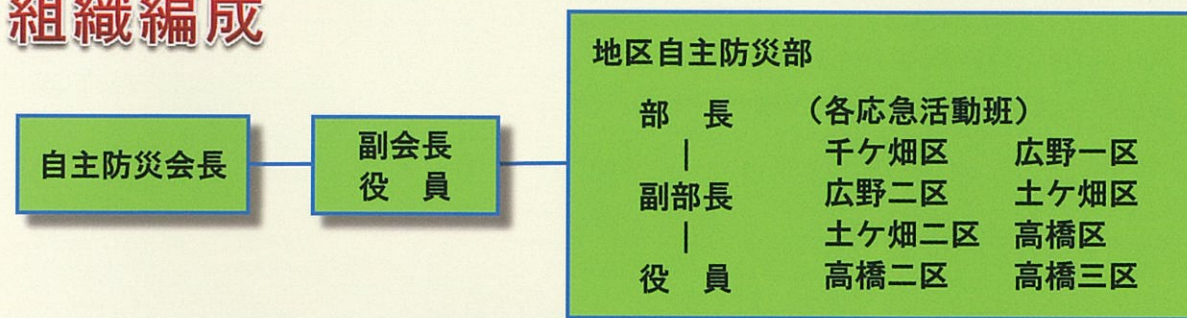 組織編成
自主防災会長
副会長
役　員
地区自主防災部
部　長　（各応急活動班）
｜　千ケ畑区　広野一区
副部長　広野二区　土ケ畑区
｜　土ケ畑二区　高橋区
役　員　高橋二区　高橋三区